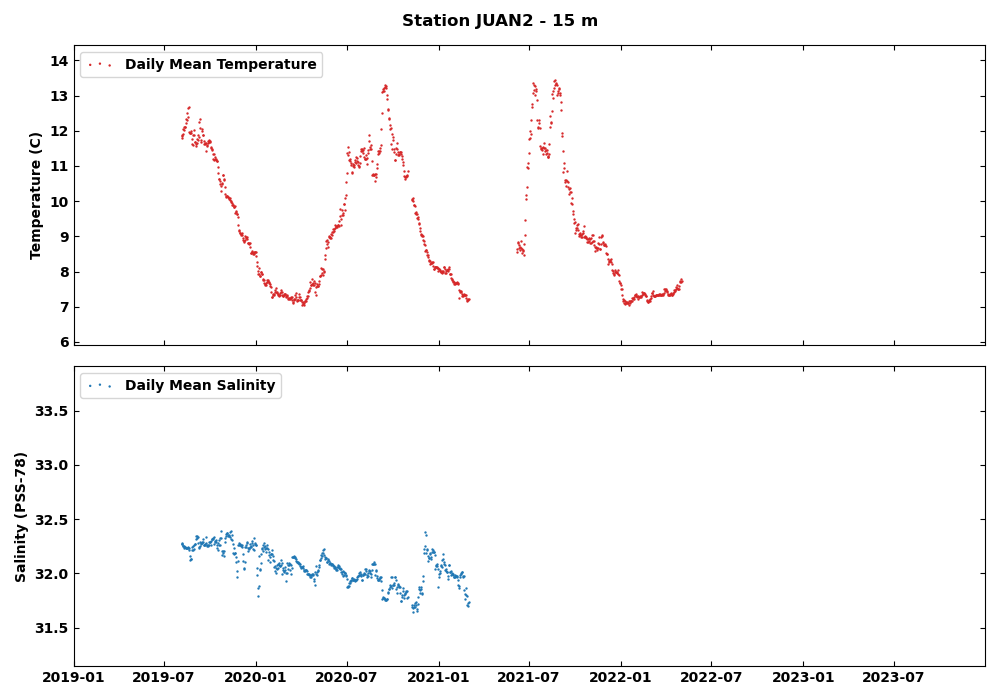 Station JUAN2 - 15 m
Daily Mean Temperature
Temperature (C)
14
13
12
11
10
9
8
7
6
Daily Mean Salinity
Salinity (PSS-78)
33.5
33.0
32.5
32.0
31.5
2019-01 2019-07 2020-01 2020-07 2021-01 2021-07 2022-01 2022-07 2023-01 2023-07